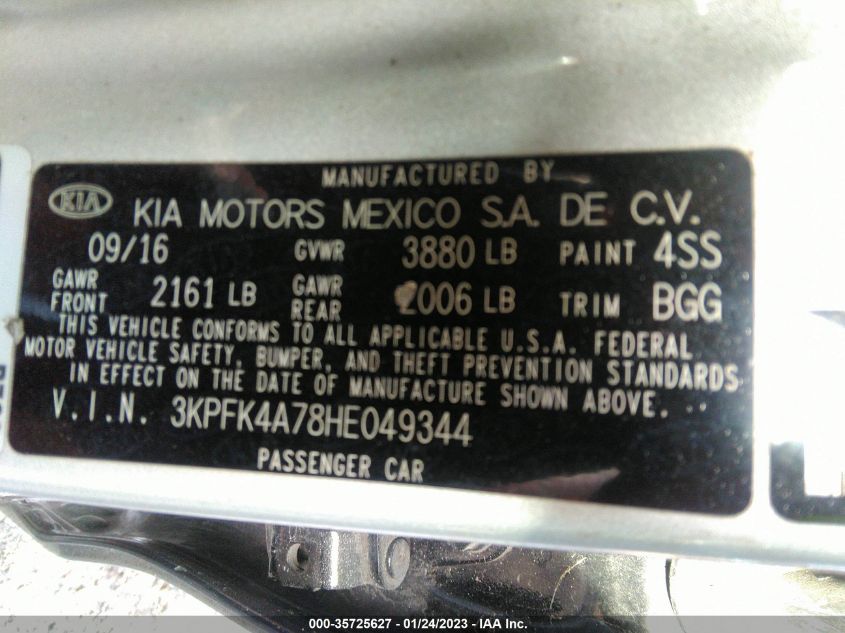 MANUFACTURED BY
KIA KIA MOTORS MEXICO S.A. DE C.V.
09/16 GVWR 3880 LB PAINT 4SS
GAWR FRONT 2161 LB GAWR REAR 2006 LB TRIM BGG
THIS VEHICLE CONFORMS TO ALL APPLICABLE U.S.A. FEDERAL
MOTOR VEHICLE SAFETY, BUMPER, AND THEFT PREVENTION STANDARDS
IN EFFECT ON THE DATE OF MANUFACTURE SHOWN ABOVE.
V.I.N. 3KPFK4A78HE049344
PASSENGER CAR
000-35725627 - 01/24/2023 - IAA, Inc.